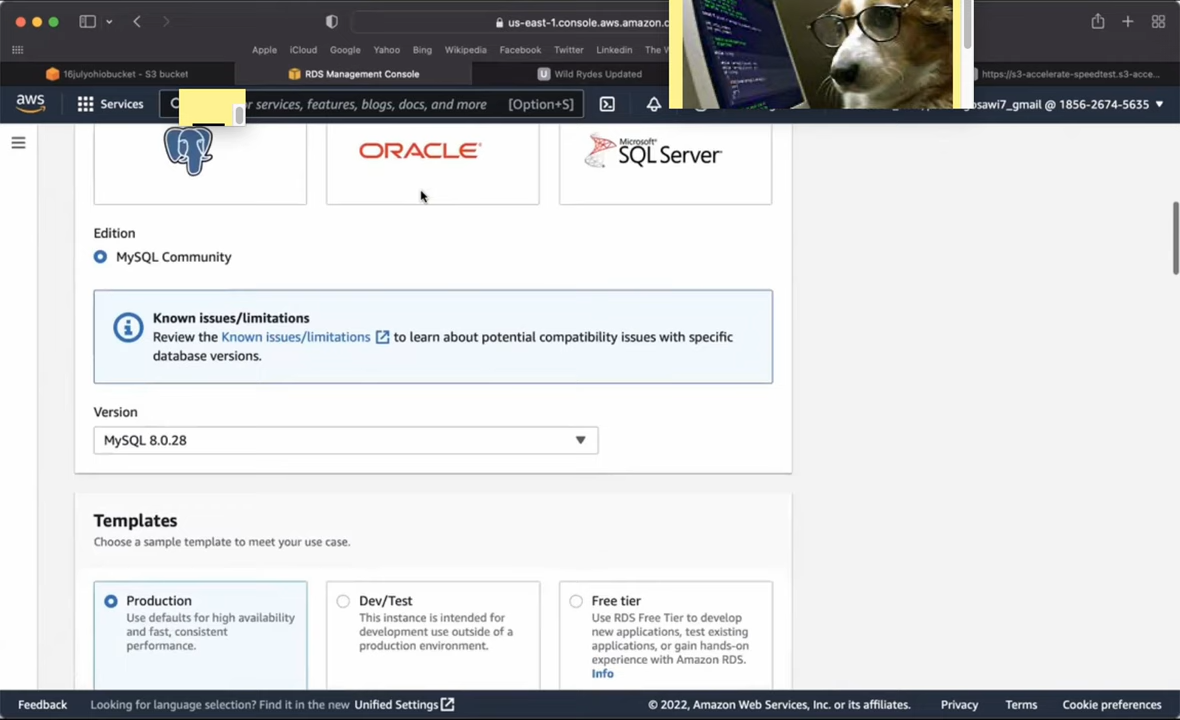 us-east-1.console.aws.amazon.c
Apple iCloud Google Yahoo Bing Wikipedia Facebook Twitter LinkedIn The W
16julyohiobucket - S3 bucket
RDS Management Console
Wild Rydes Updated
https://s3-accelerate-speedtest.s3-acce...
aws
Services
r services, features, blogs, docs, and more [Option+S]
osawi7_gmail @ 1856-2674-5635
ORACLE
Microsoft
SQL Server
Edition
MySQL Community
Known issues/limitations
Review the Known issues/limitations to learn about potential compatibility issues with specific
database versions.
Version
MySQL 8.0.28
Templates
Choose a sample template to meet your use case.
Production
Use defaults for high availability
and fast, consistent
performance.
Dev/Test
This instance is intended for
development use outside of a
production environment.
Free tier
Use RDS Free Tier to develop
new applications, test existing
applications, or gain hands-on
experience with Amazon RDS.
Info
Feedback
Looking for language selection? Find it in the new Unified Settings
© 2022, Amazon Web Services, Inc. or its affiliates.
Privacy
Terms
Cookie preferences